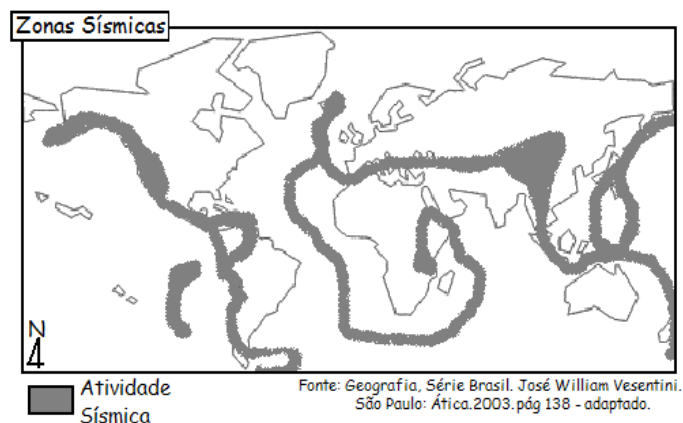 Zonas Sísmicas
N
Atividade
Sísmica
Fonte: Geografia, Série Brasil. José William Vesentini.
São Paulo: Ática.2003.pág 138 - adaptado.